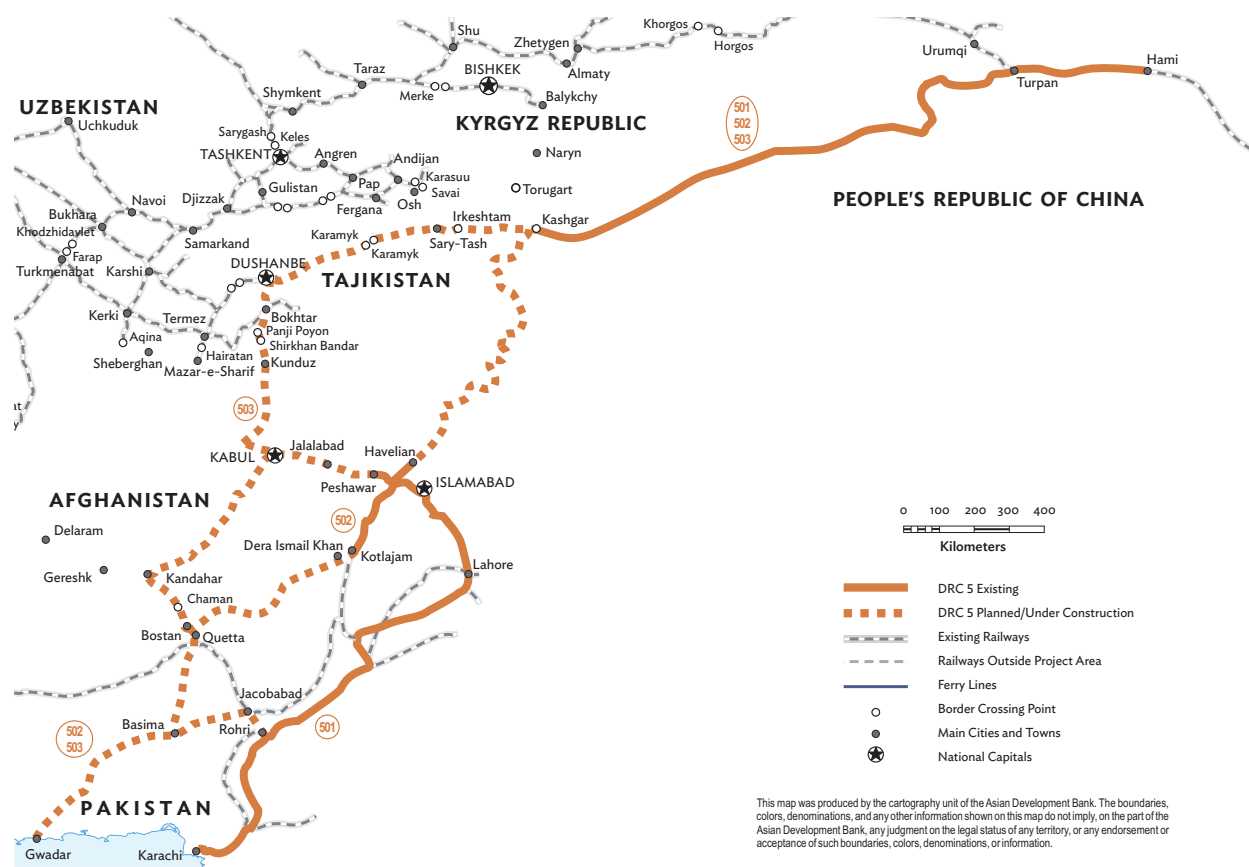 Khorgos
Horgos
Shu
Zhetygen
Almaty
Urumqi
Turpan
Hami
Taraz
BISHKEK
Merke
Balykchy
Shymkent
UZBEKISTAN
Uchkuduk
KYRGYZ REPUBLIC
501
502
503
Sarygash
Keles
TASHKENT
Angren
Andijan
Karasuu
Savai
Naryn
Torugart
Gulistan
Pap
Fergana
Osh
Navoi
Djizzak
PEOPLE'S REPUBLIC OF CHINA
Bukhara
Khodzhidavlet
Farap
Turkmenabat
Samarkand
Karshi
Karamyk
Karamyk
Irkeshtam
Sary-Tash
Kashgar
DUSHANBE
TAJIKISTAN
Kerki
Termez
Bokhtar
Aqina
Panji Poyon
Shirkhan Bandar
Hairatan
Sheberghan
Mazar-e-Sharif
Kunduz
at
y
503
KABUL
Jalalabad
Havelian
Peshawar
ISLAMABAD
AFGHANISTAN
502
Delaram
Gereshk
Dera Ismail Khan
Kotlajam
Lahore
Kandahar
Chaman
Bostan
Quetta
Jacobabad
Basima
Rohri
501
502
503
PAKISTAN
Gwadar
Karachi
0 100 200 300 400
Kilometers
DRC 5 Existing
DRC 5 Planned/Under Construction
Existing Railways
Railways Outside Project Area
Ferry Lines
Border Crossing Point
Main Cities and Towns
National Capitals
This map was produced by the cartography unit of the Asian Development Bank. The boundaries,
colors, denominations, and any other information shown on this map do not imply, on the part of the
Asian Development Bank, any judgment on the legal status of any territory, or any endorsement or
acceptance of such boundaries, colors, denominations, or information.